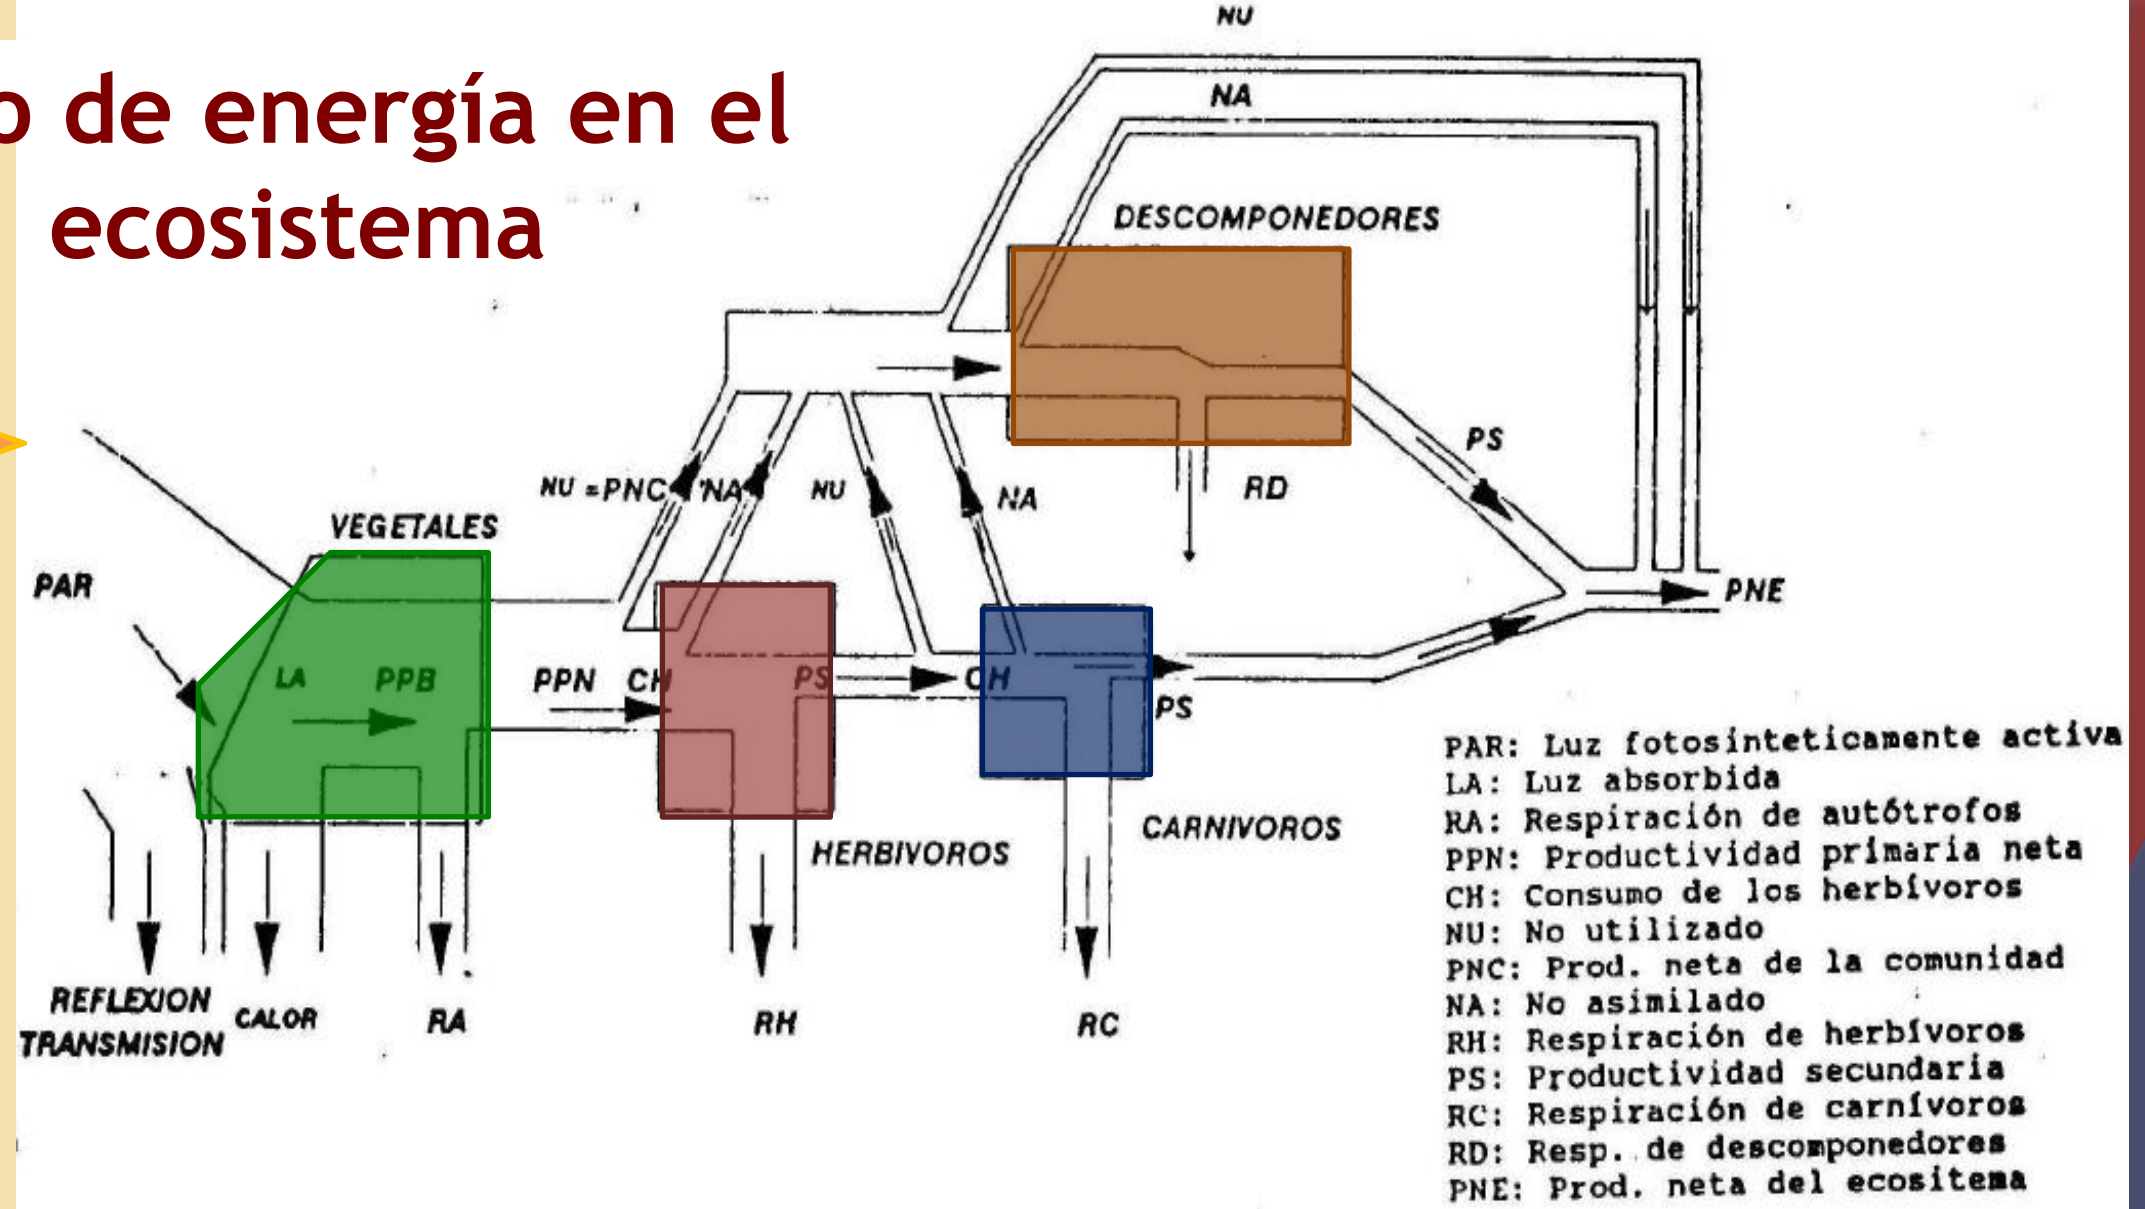 o de energía en el
ecosistema
NU
NA
DESCOMPONEDORES
NU =PNC
NA
NU
NA
RD
PS
VEGETALES
PAR
LA
PPB
PPN
CH
PS
CH
PS
PNE
HERBIVOROS
CARNIVOROS
REFLEXION
TRANSMISION
CALOR
RA
RH
RC
PAR: Luz fotosinteticamente activa
LA: Luz absorbida
RA: Respiración de autótrofos
PPN: Productividad primaria neta
CH: Consumo de los herbívoros
NU: No utilizado
PNC: Prod. neta de la comunidad
NA: No asimilado
RH: Respiración de herbívoros
PS: Productividad secundaria
RC: Respiración de carnívoros
RD: Resp. de descomponedores
PNE: Prod. neta del ecositema